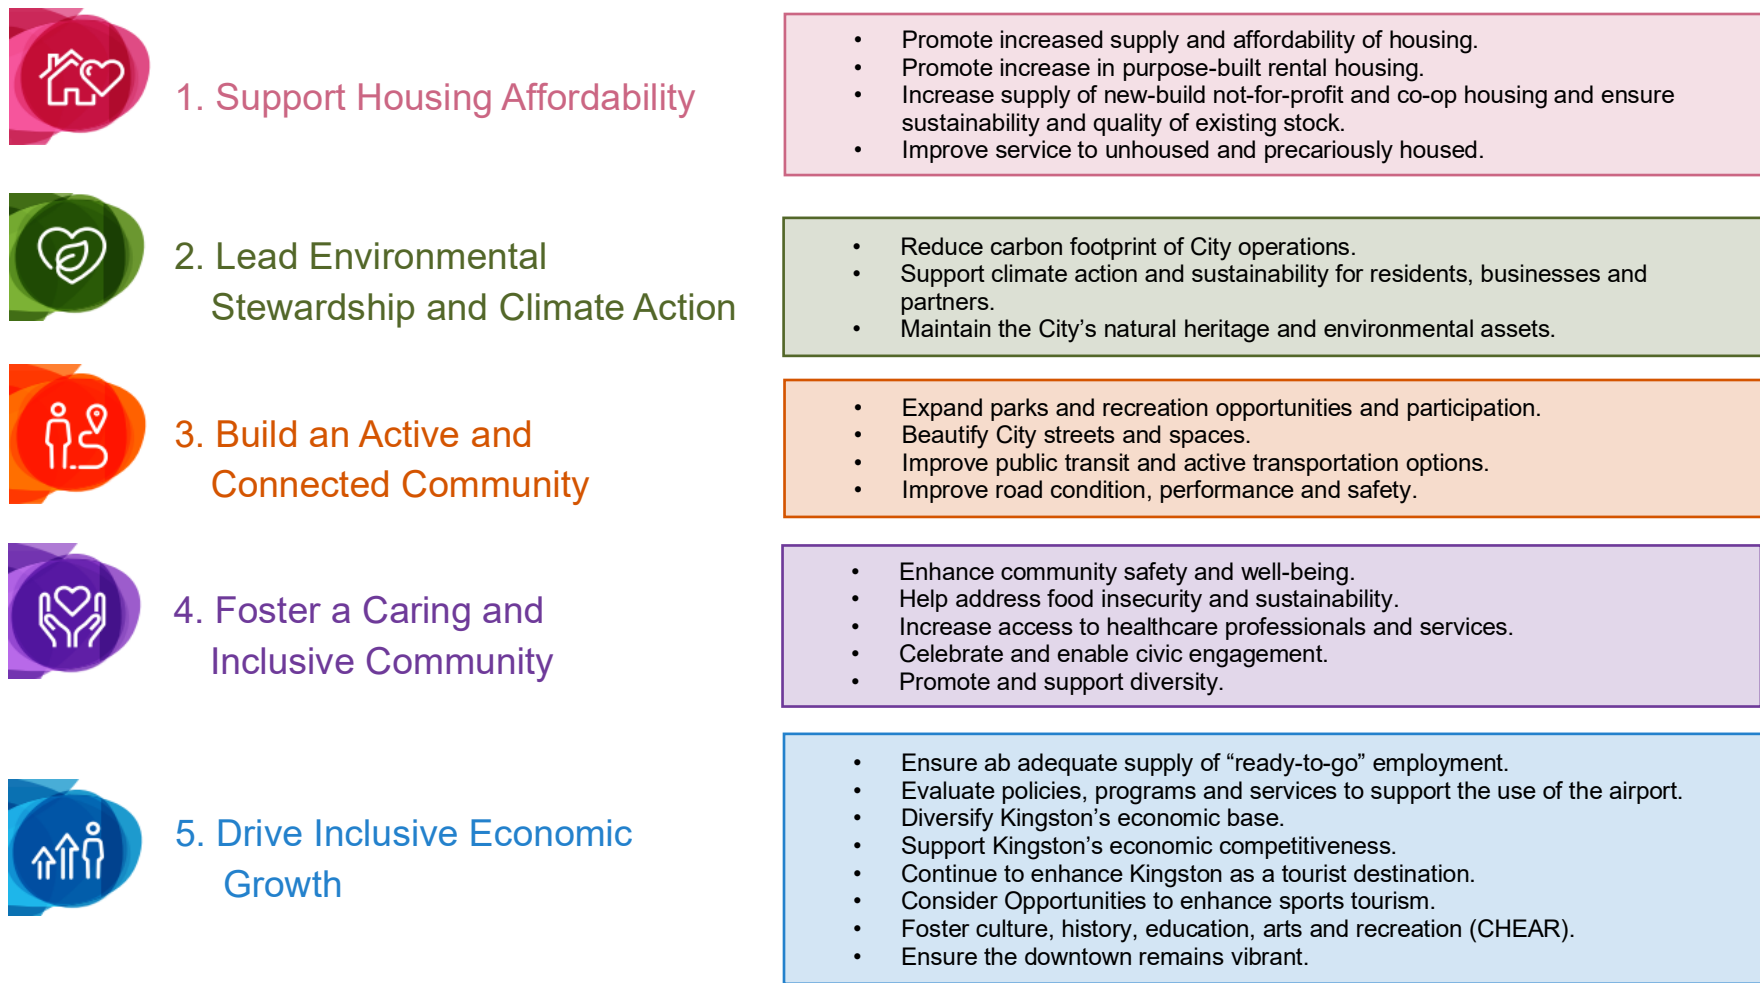 1. Support Housing Affordability
• Promote increased supply and affordability of housing.
• Promote increase in purpose-built rental housing.
• Increase supply of new-build not-for-profit and co-op housing and ensure
sustainability and quality of existing stock.
• Improve service to unhoused and precariously housed.
2. Lead Environmental
Stewardship and Climate Action
• Reduce carbon footprint of City operations.
• Support climate action and sustainability for residents, businesses and
partners.
• Maintain the City’s natural heritage and environmental assets.
3. Build an Active and
Connected Community
• Expand parks and recreation opportunities and participation.
• Beautify City streets and spaces.
• Improve public transit and active transportation options.
• Improve road condition, performance and safety.
4. Foster a Caring and
Inclusive Community
• Enhance community safety and well-being.
• Help address food insecurity and sustainability.
• Increase access to healthcare professionals and services.
• Celebrate and enable civic engagement.
• Promote and support diversity.
5. Drive Inclusive Economic
Growth
• Ensure ab adequate supply of “ready-to-go” employment.
• Evaluate policies, programs and services to support the use of the airport.
• Diversify Kingston’s economic base.
• Support Kingston’s economic competitiveness.
• Continue to enhance Kingston as a tourist destination.
• Consider Opportunities to enhance sports tourism.
• Foster culture, history, education, arts and recreation (CHEAR).
• Ensure the downtown remains vibrant.